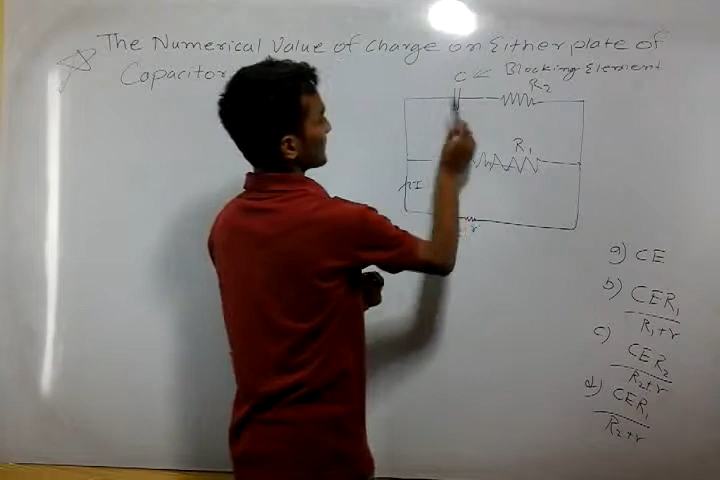 The Numerical Value of charge on Either plate of
Capacitor
C ← Blocking Element
R2
R1
I
r
a) CE
b) CER1
R1+r
c) CER2
R2+r
d) CER1
R2+r